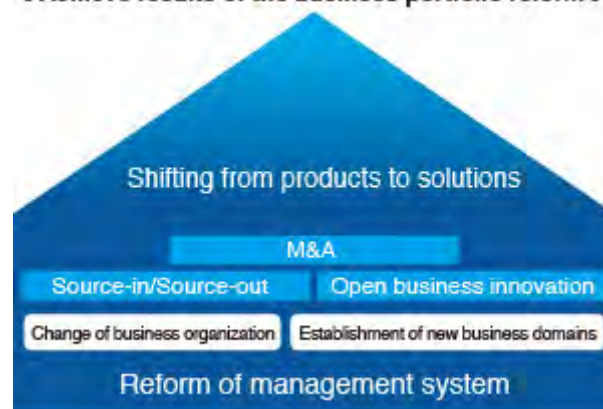 Shifting from products to solutions
M&A
Source-in/Source-out Open business innovation
Change of business organization Establishment of new business domains
Reform of management system